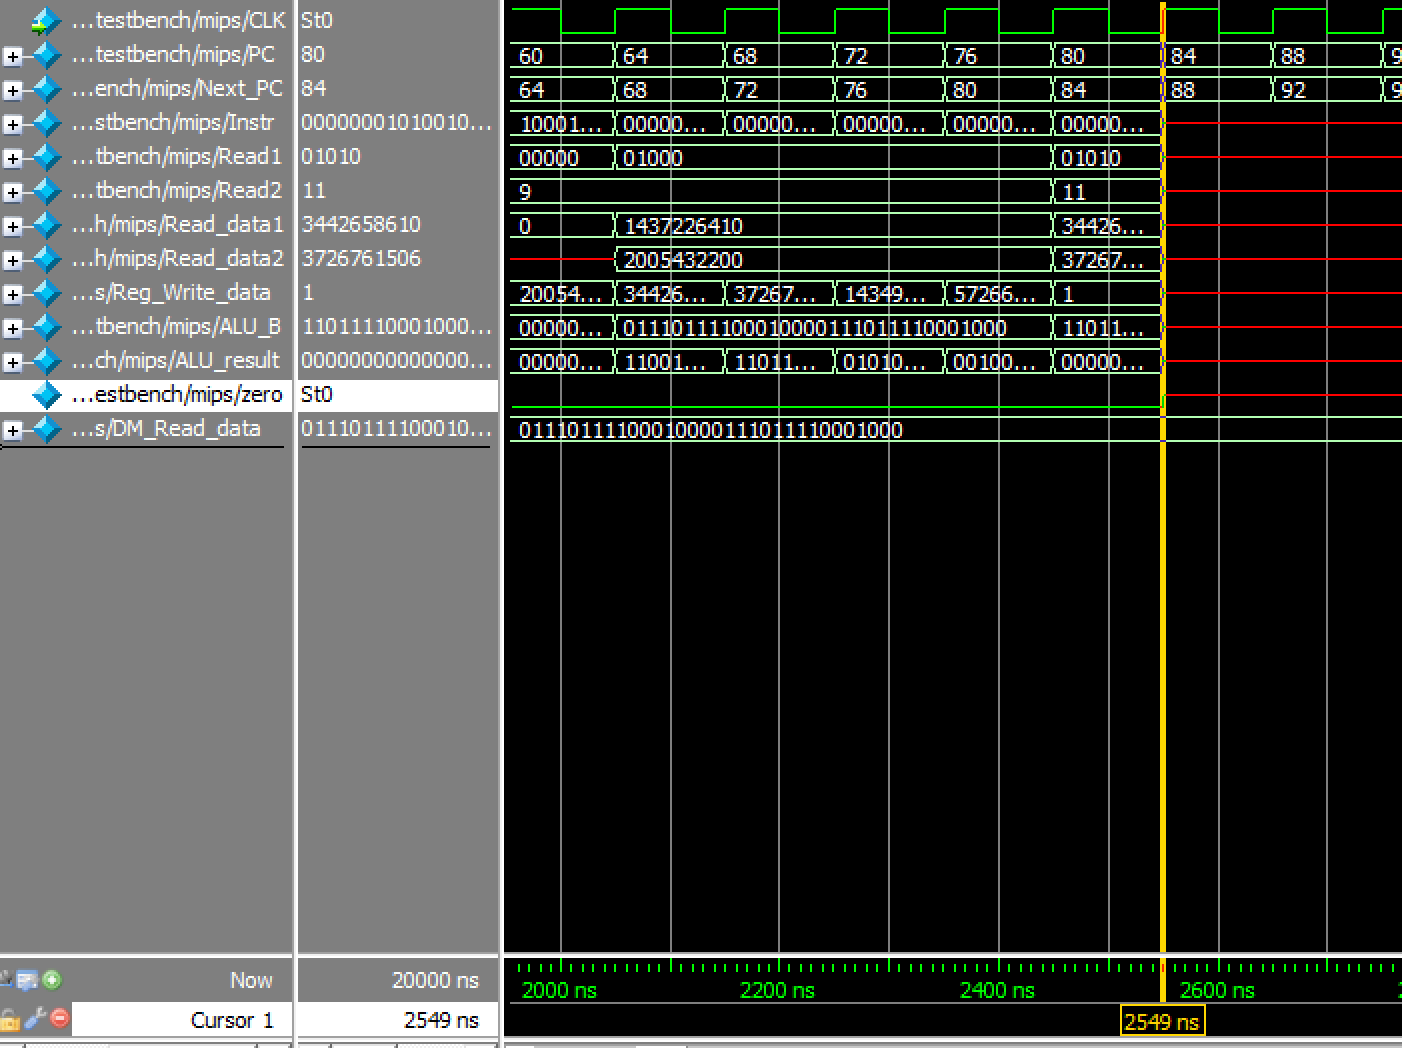 ...testbench/mips/CLK St0
...testbench/mips/PC 80 60 64 68 72 76 80 84 88 9
...ench/mips/Next_PC 84 64 68 72 76 80 84 88 92 9
...stbench/mips/Instr 00000001010010... 10001... 00000... 00000... 00000... 00000... 00000...
...tbench/mips/Read1 01010 00000 01000 01010
...tbench/mips/Read2 11 9 11
...h/mips/Read_data1 3442658610 0 1437226410 34426...
...h/mips/Read_data2 3726761506 2005432200 37267...
...s/Reg_Write_data 1 20054... 34426... 37267... 14349... 57266... 1
...tbench/mips/ALU_B 11011110001000... 00000... 01110111100010000111011110001000 11011...
...ch/mips/ALU_result 00000000000000... 00000... 11001... 11011... 01010... 00100... 00000...
...estbench/mips/zero St0
...s/DM_Read_data 01110111100010... 01110111100010000111011110001000
Now 20000 ns 2000 ns 2200 ns 2400 ns 2600 ns
Cursor 1 2549 ns 2549 ns